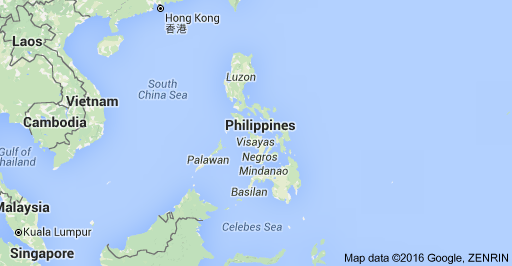 Hong Kong
香港
Laos
Luzon
South
China Sea
Vietnam
Cambodia
Philippines
Visayas
Gulf of
Thailand
Palawan
Negros
Mindanao
Basilan
Malaysia
Celebes Sea
Kuala Lumpur
Singapore
Map data ©2016 Google, ZENRIN